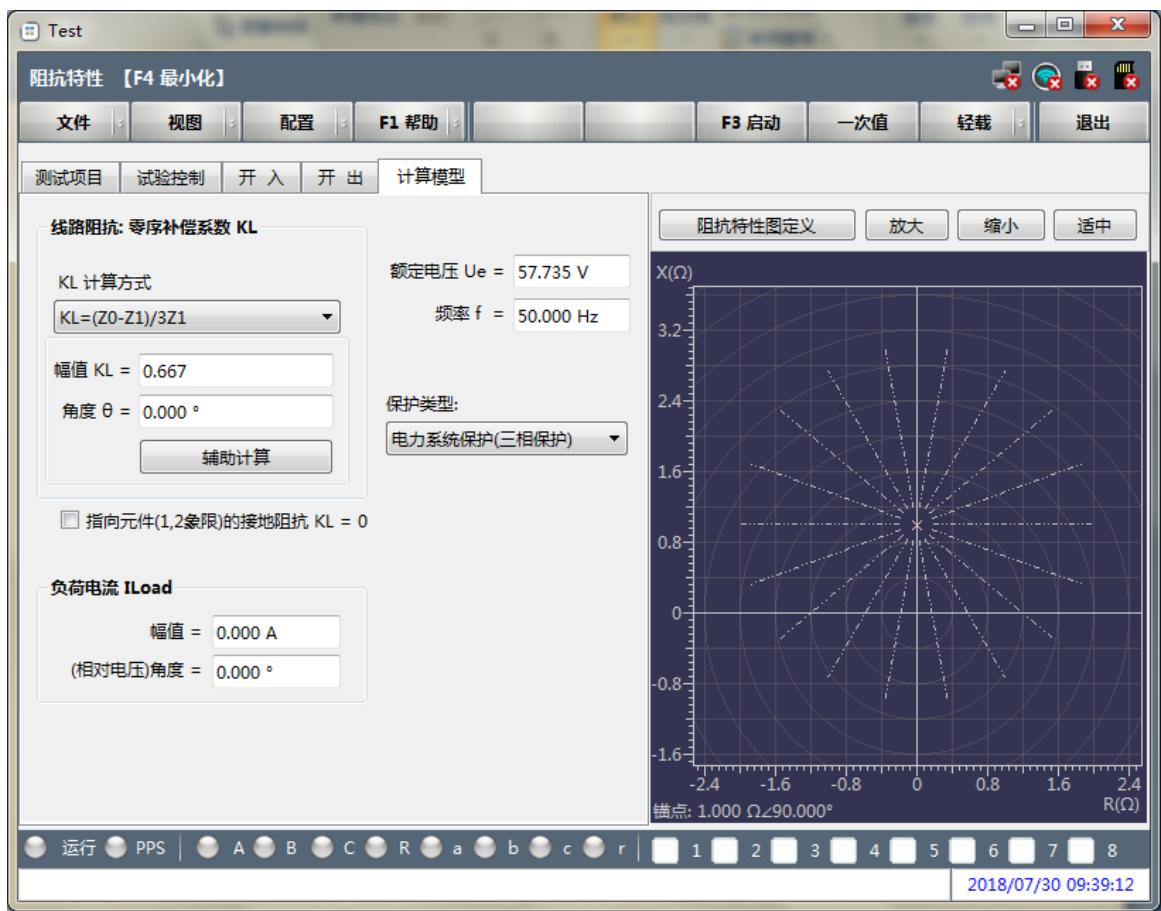 Test
阻抗特性 【F4 最小化】
文件 视图 配置 F1 帮助 F3 启动 一次值 轻载 退出
测试项目 试验控制 开 入 开 出 计算模型
线路阻抗: 零序补偿系数 KL
KL 计算方式
KL=(Z0-Z1)/3Z1
幅值 KL = 0.667
角度 θ = 0.000 °
辅助计算
指向元件(1,2象限)的接地阻抗 KL = 0
负荷电流 ILoad
幅值 = 0.000 A
(相对电压)角度 = 0.000 °
额定电压 Ue = 57.735 V
频率 f = 50.000 Hz
保护类型:
电力系统保护(三相保护)
阻抗特性图定义 放大 缩小 适中
X(Ω)
3.2
2.4
1.6
0.8
0
-0.8
-1.6
-2.4 -1.6 -0.8 0 0.8 1.6 2.4
R(Ω)
锚点: 1.000 Ω∠90.000°
运行 PPS A B C R a b c r 1 2 3 4 5 6 7 8
2018/07/30 09:39:12